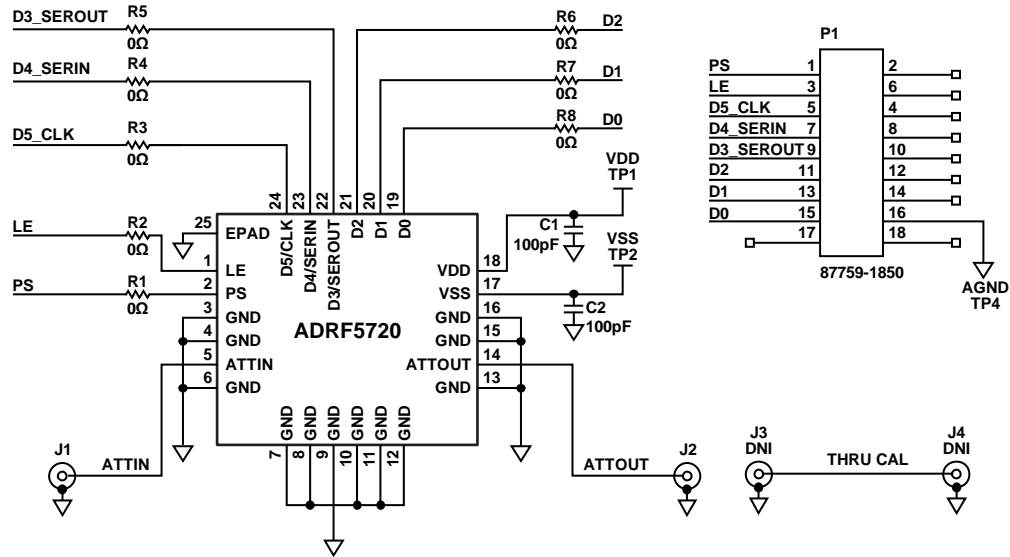 D3_SEROUT R5 0Ω
D4_SERIN R4 0Ω
D5_CLK R3 0Ω
LE R2 0Ω
PS R1 0Ω
R6 0Ω D2
R7 0Ω D1
R8 0Ω D0
VDD
TP1
C1
100pF
VSS
TP2
C2
100pF
24 23 22 21 20 19
D5/CLK D4/SERIN D3/SEROUT D2 D1 D0
25 EPAD
1 LE
2 PS
3 GND
4 GND
5 ATTIN
6 GND
ADRF5720
VDD 18
VSS 17
GND 16
GND 15
ATTOUT 14
GND 13
GND GND GND GND GND GND
7 8 9 10 11 12
J1
ATTIN
ATTOUT
J2
P1
PS 1 2
LE 3 6
D5_CLK 5 4
D4_SERIN 7 8
D3_SEROUT 9 10
D2 11 12
D1 13 14
D0 15 16
17 18
87759-1850
AGND
TP4
J3
DNI
THRU CAL
J4
DNI